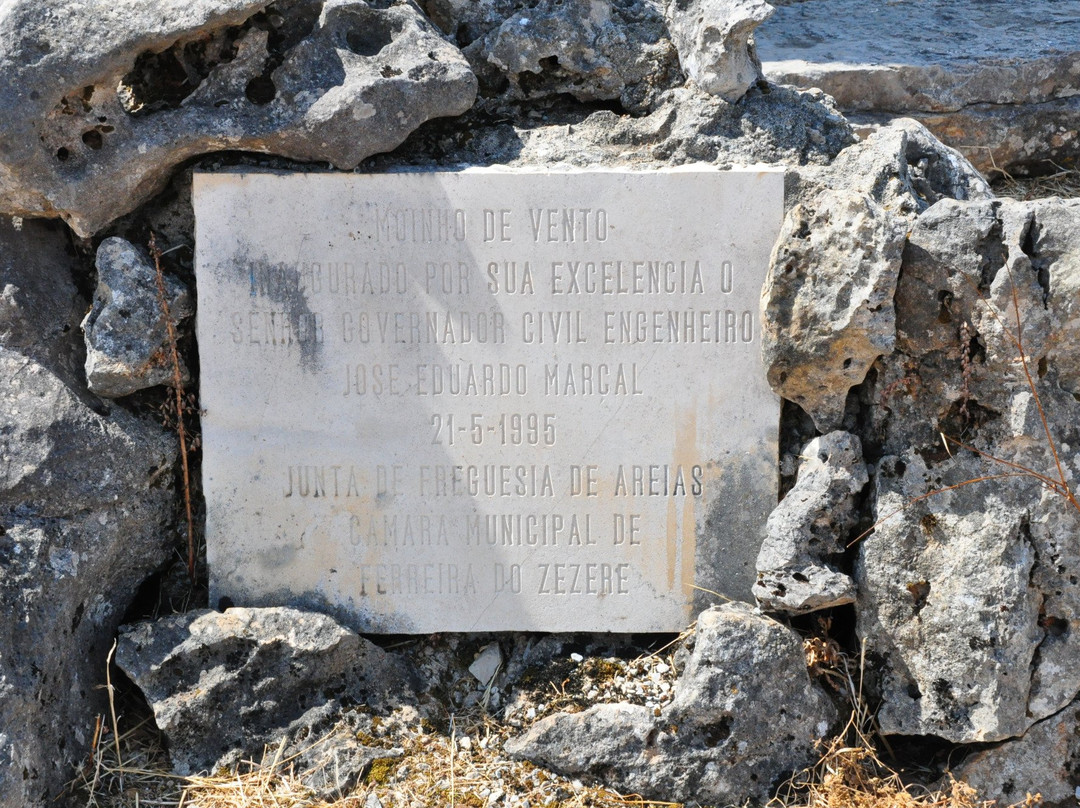 MOINHO DE VENTO
INAUGURADO POR SUA EXCELENCIA O
SENHOR GOVERNADOR CIVIL ENGENHEIRO
JOSE EDUARDO MARCAL
21-5-1995
JUNTA DE FREGUESIA DE AREIAS
CAMARA MUNICIPAL DE
FERREIRA DO ZEZERE